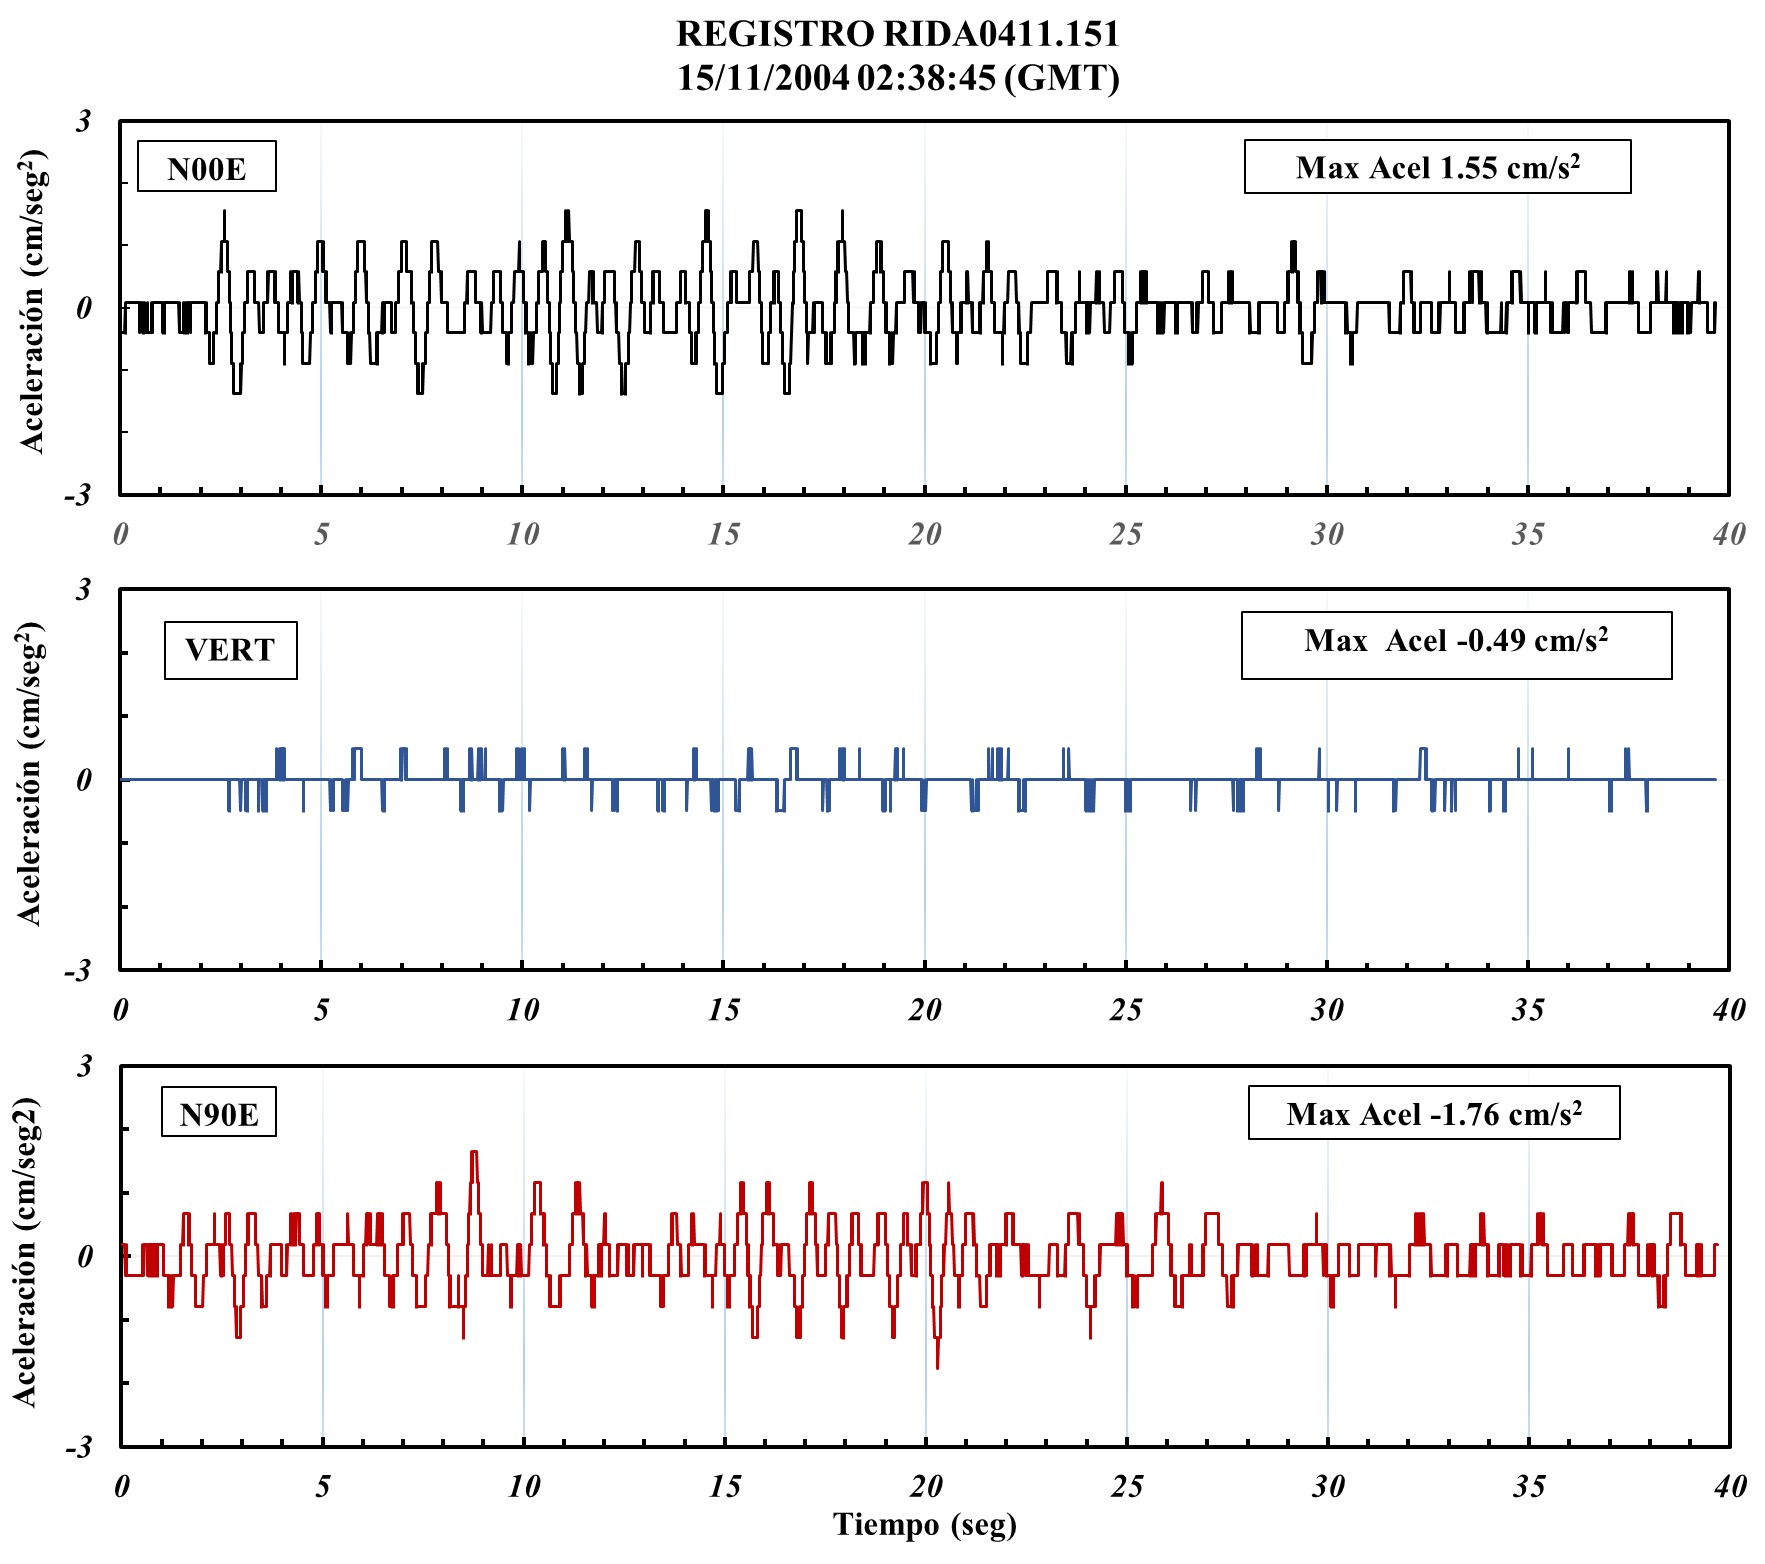 REGISTRO RIDA0411.151
15/11/2004 02:38:45 (GMT)
3
N00E
Max Acel 1.55 cm/s²
Aceleración (cm/seg²)
0
-3
0 5 10 15 20 25 30 35 40
3
VERT
Max Acel -0.49 cm/s²
Aceleración (cm/seg²)
0
-3
0 5 10 15 20 25 30 35 40
3
N90E
Max Acel -1.76 cm/s²
Aceleración (cm/seg2)
0
-3
0 5 10 15 20 25 30 35 40
Tiempo (seg)